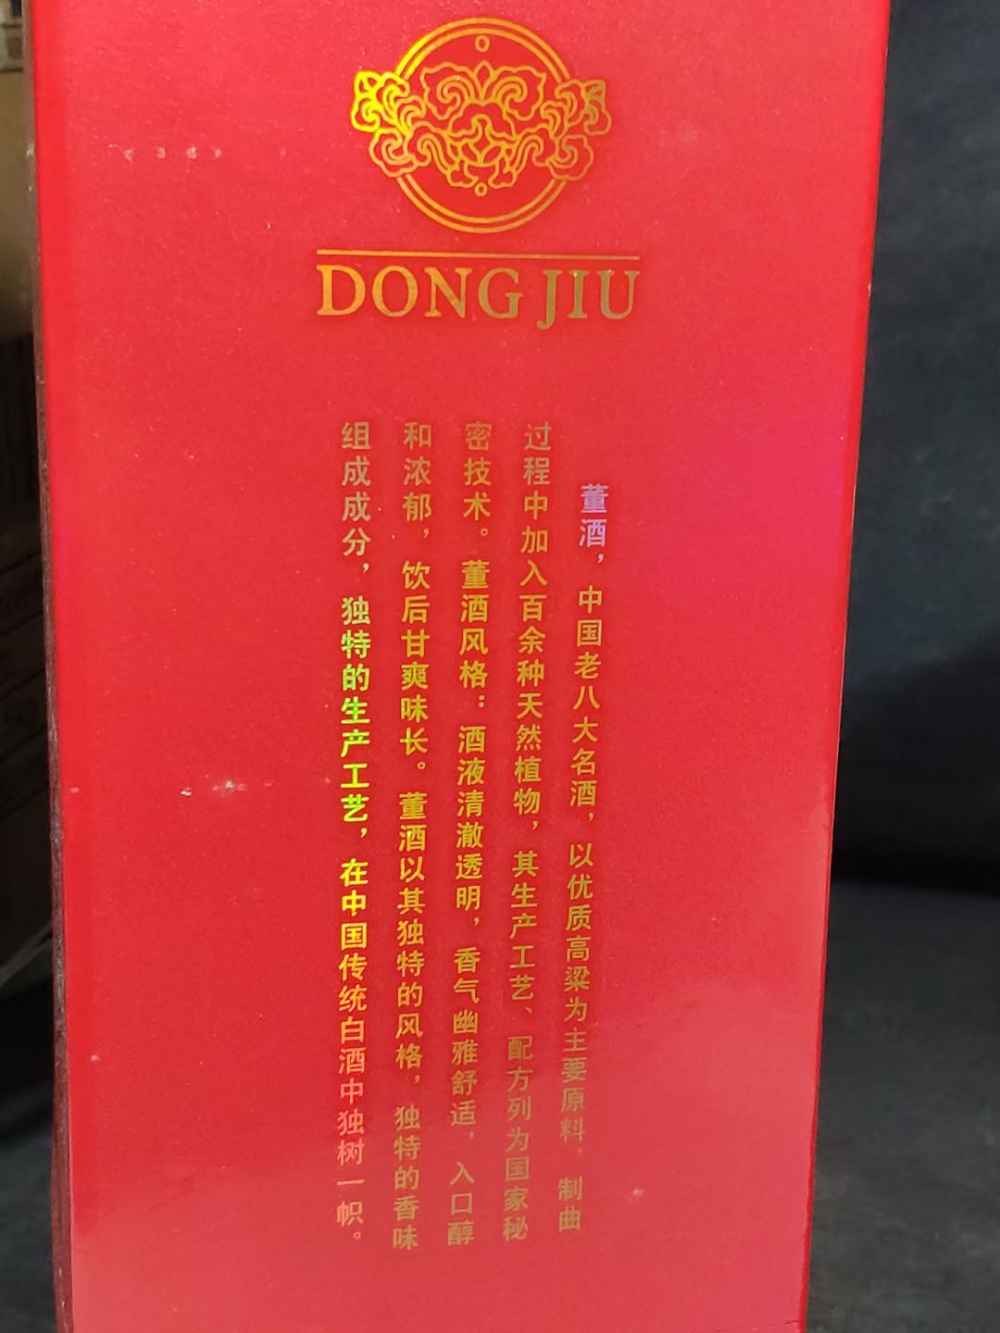 DONG JIU
董酒，中国老八大名酒，以优质高粱为主要原料，制曲
过程中加入百余种天然植物，其生产工艺、配方列为国家秘
密技术。董酒风格：酒液清澈透明，香气幽雅舒适，入口醇
和浓郁，饮后甘爽味长。董酒以其独特的风格，独特的香味
组成成分，独特的生产工艺，在中国传统白酒中独树一帜。